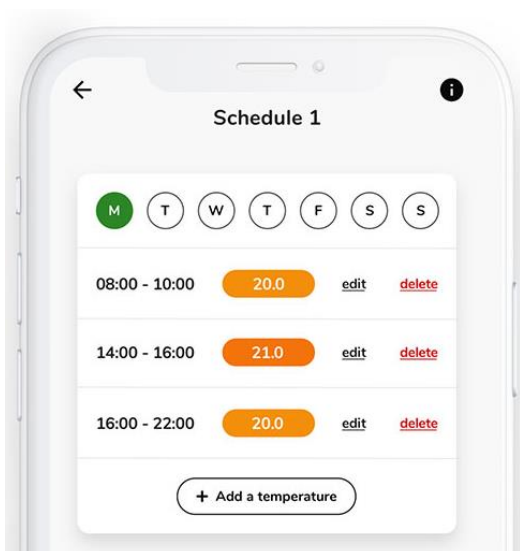 Schedule 1
M T W T F S S
08:00 - 10:00 20.0 edit delete
14:00 - 16:00 21.0 edit delete
16:00 - 22:00 20.0 edit delete
+ Add a temperature